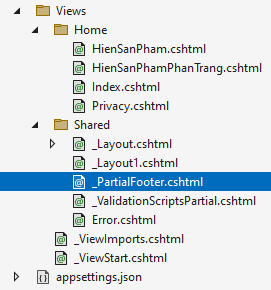 Views
Home
HienSanPham.cshtml
HienSanPhamPhanTrang.cshtml
Index.cshtml
Privacy.cshtml
Shared
_Layout.cshtml
_Layout1.cshtml
_PartialFooter.cshtml
_ValidationScriptsPartial.cshtml
Error.cshtml
_ViewImports.cshtml
_ViewStart.cshtml
appsettings.json